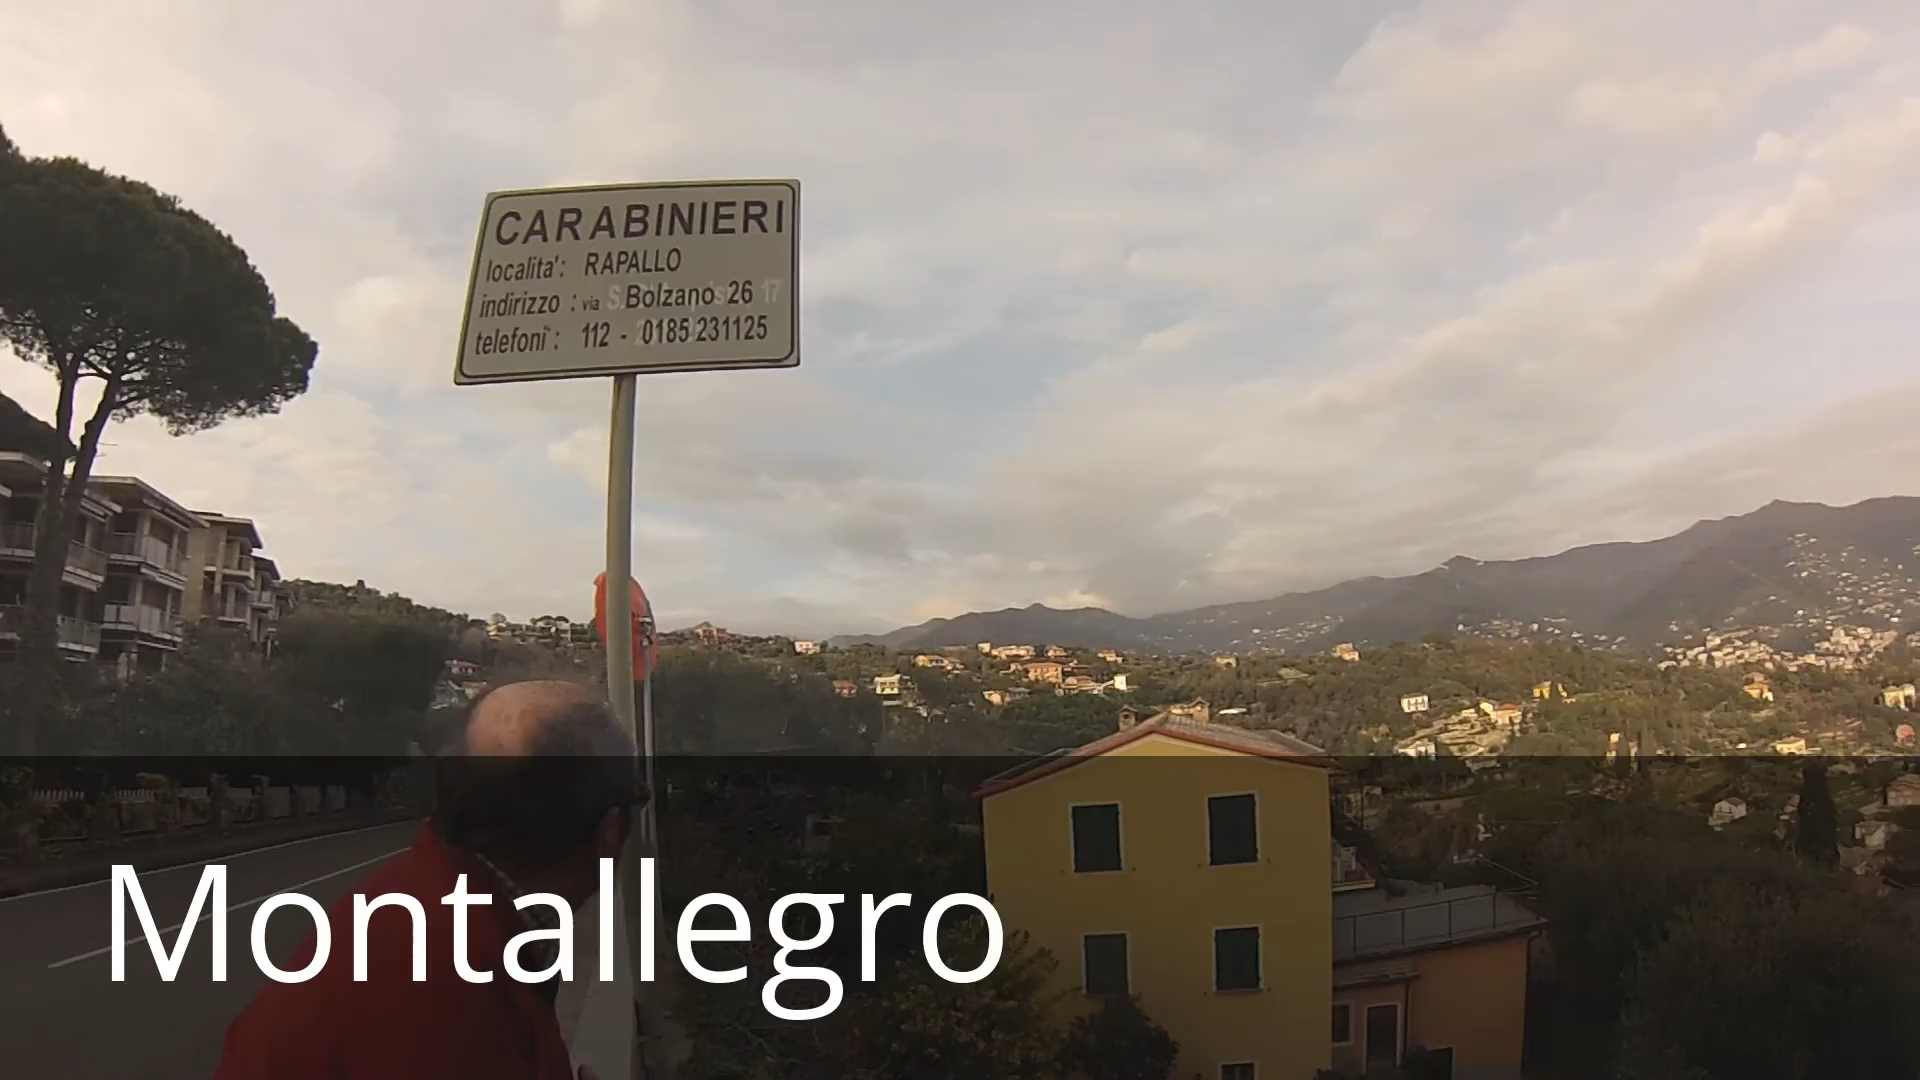 CARABINIERI
localita': RAPALLO
indirizzo : via Bolzano 26
telefoni : 112 - 0185 231125
Montallegro